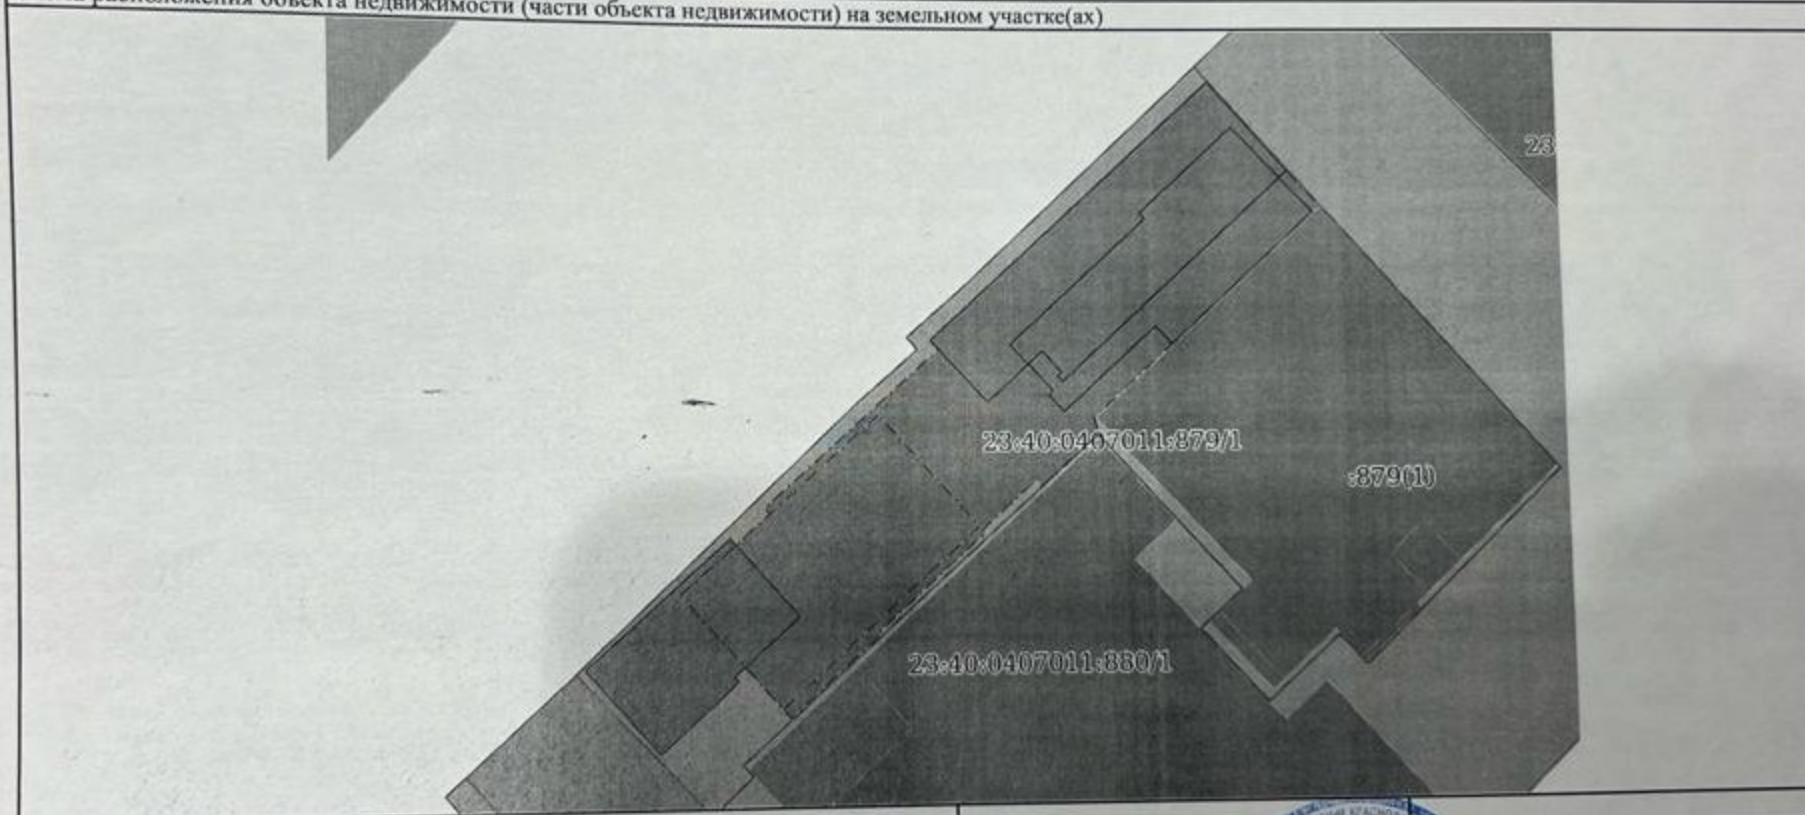 расположения объекта недвижимости (части объекта недвижимости) на земельном участке(ах)
23
23:40:0407011:879/1
:879(1)
23:40:0407011:880/1